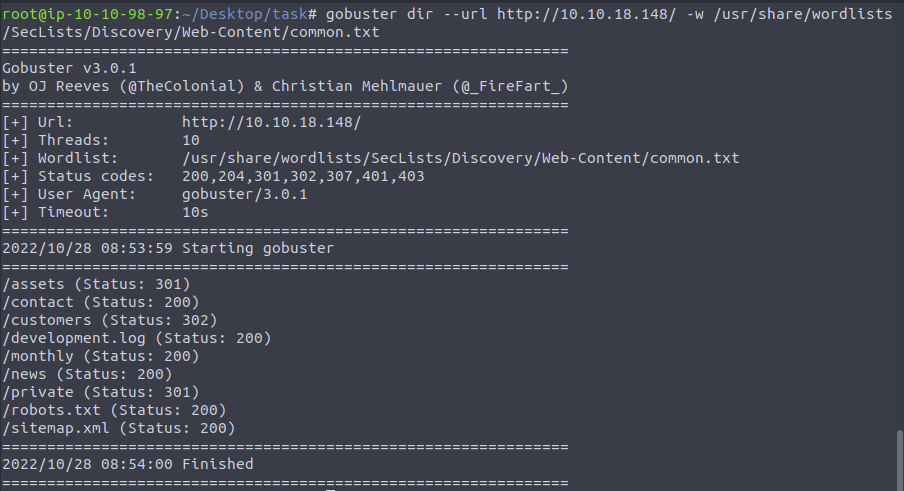 root@ip-10-10-98-97:~/Desktop/task# gobuster dir --url http://10.10.18.148/ -w /usr/share/wordlists
/SecLists/Discovery/Web-Content/common.txt
===============================================================
Gobuster v3.0.1
by OJ Reeves (@TheColonial) & Christian Mehlmauer (@_FireFart_)
===============================================================
[+] Url:            http://10.10.18.148/
[+] Threads:        10
[+] Wordlist:       /usr/share/wordlists/SecLists/Discovery/Web-Content/common.txt
[+] Status codes:   200,204,301,302,307,401,403
[+] User Agent:     gobuster/3.0.1
[+] Timeout:        10s
===============================================================
2022/10/28 08:53:59 Starting gobuster
===============================================================
/assets (Status: 301)
/contact (Status: 200)
/customers (Status: 302)
/development.log (Status: 200)
/monthly (Status: 200)
/news (Status: 200)
/private (Status: 301)
/robots.txt (Status: 200)
/sitemap.xml (Status: 200)
===============================================================
2022/10/28 08:54:00 Finished
===============================================================